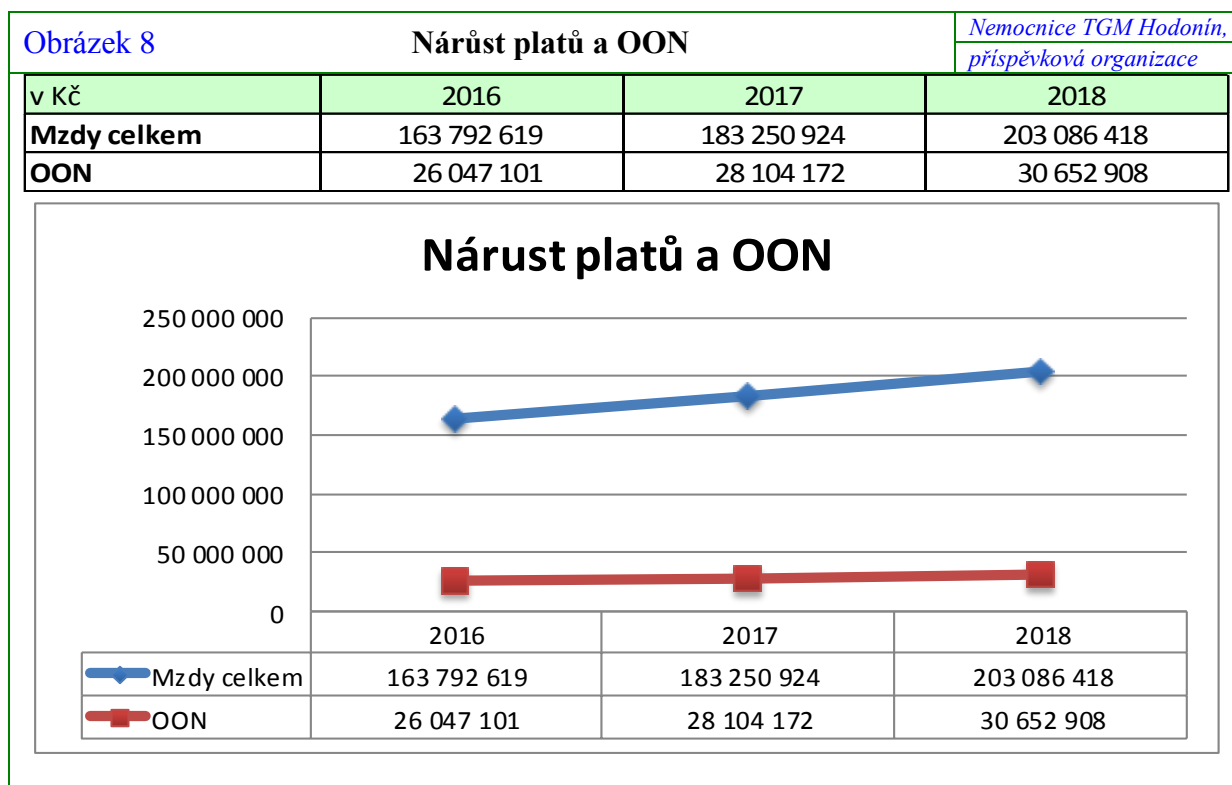 Obrázek 8 Nárůst platů a OON Nemocnice TGM Hodonín,
příspěvková organizace
v Kč 2016 2017 2018
Mzdy celkem 163 792 619 183 250 924 203 086 418
OON 26 047 101 28 104 172 30 652 908
Nárust platů a OON
250 000 000
200 000 000
150 000 000
100 000 000
50 000 000
0
2016 2017 2018
Mzdy celkem 163 792 619 183 250 924 203 086 418
OON 26 047 101 28 104 172 30 652 908